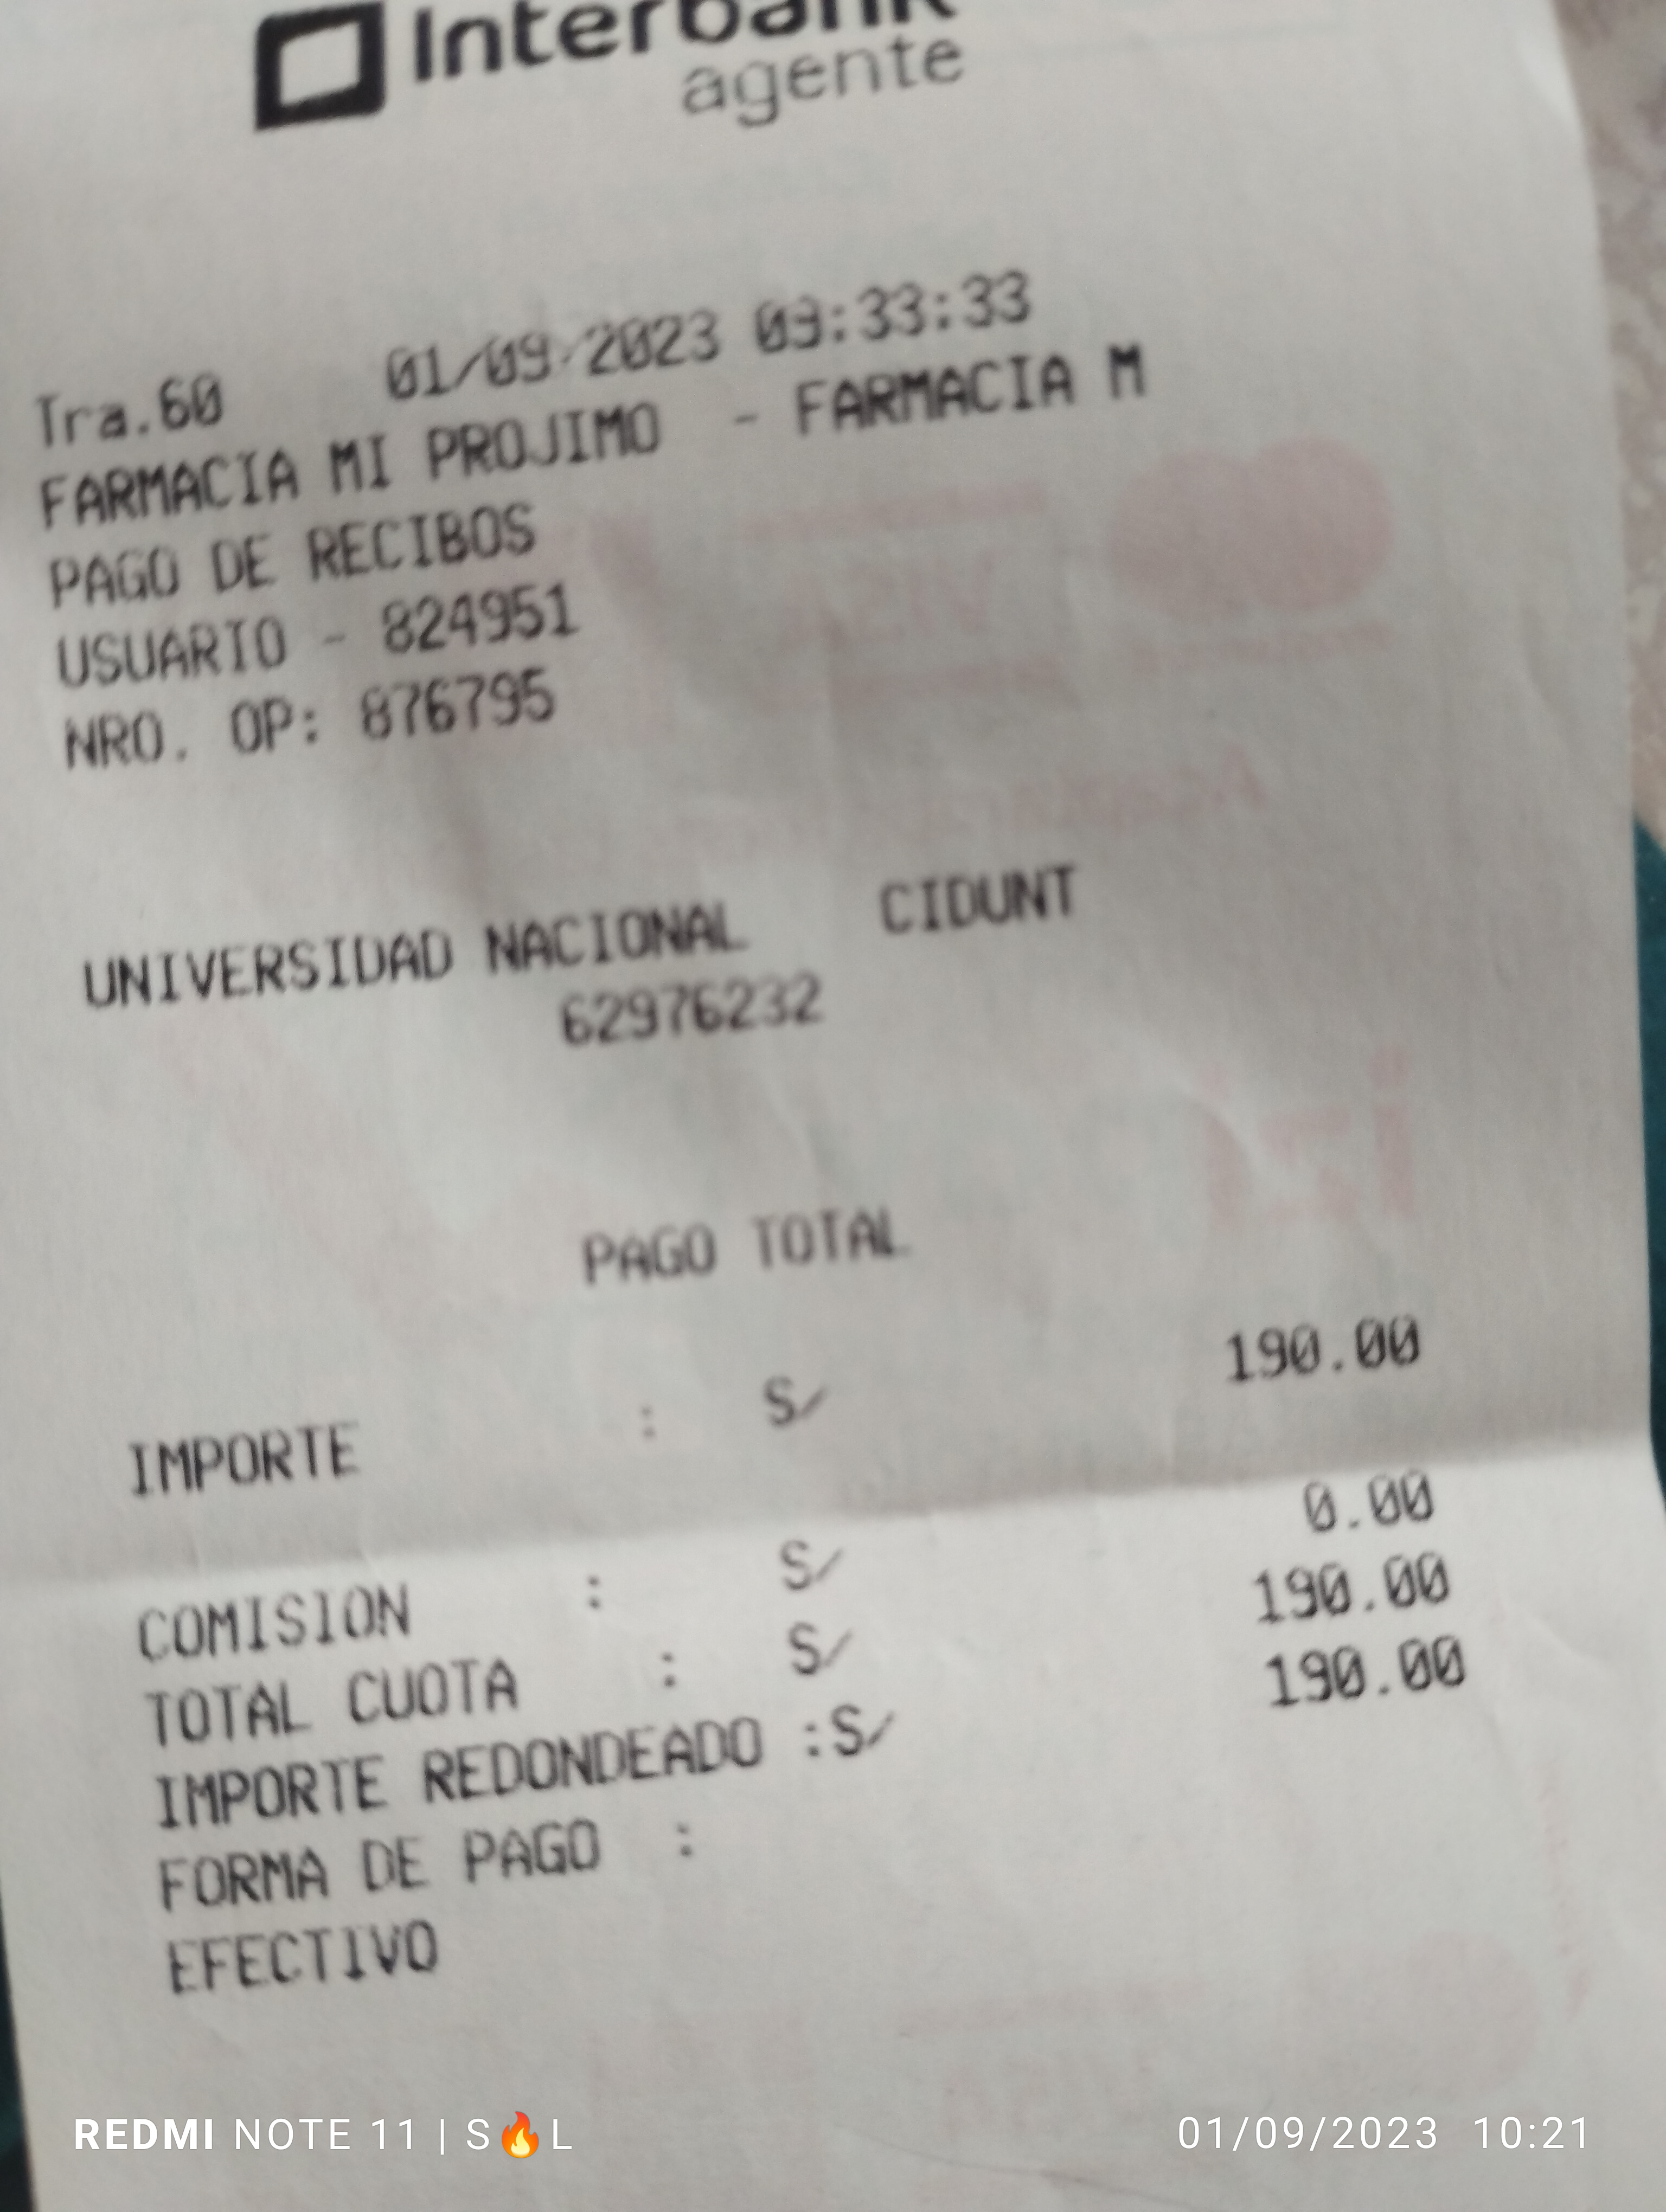 Interbank
agente
Tra.60 01/09/2023 09:33:33
FARMACIA MI PROJIMO - FARMACIA M
PAGO DE RECIBOS
USUARIO - 824951
NRO. OP: 876795
UNIVERSIDAD NACIONAL CIDUNT
62976232
PAGO TOTAL
IMPORTE : S/ 190.00
COMISION : S/ 0.00
TOTAL CUOTA : S/ 190.00
IMPORTE REDONDEADO :S/ 190.00
FORMA DE PAGO :
EFECTIVO
REDMI NOTE 11 | S🔥L 01/09/2023 10:21